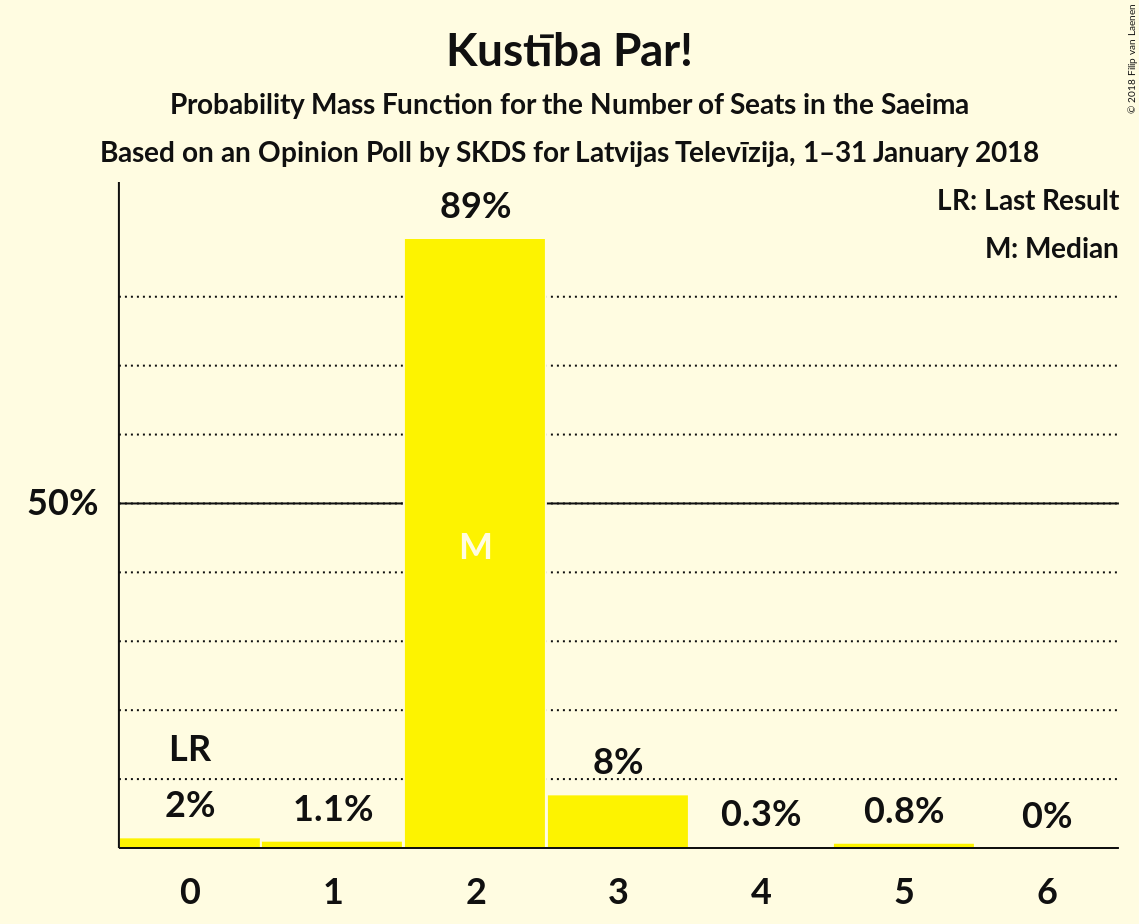 Kustība Par!
Probability Mass Function for the Number of Seats in the Saeima
Based on an Opinion Poll by SKDS for Latvijas Televīzija, 1–31 January 2018
© 2018 Filip van Laenen
LR: Last Result
M: Median
89%
50%
M
LR
2%
1.1%
8%
0.3%
0.8%
0%
0 1 2 3 4 5 6